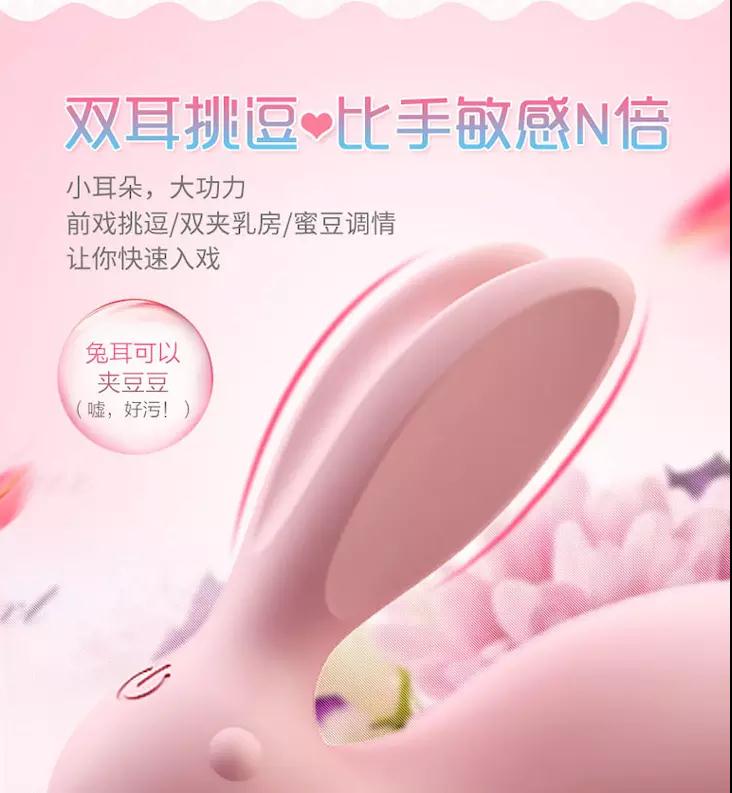 双耳挑逗❤比手敏感N倍
小耳朵，大功力
前戏挑逗/双夹乳房/蜜豆调情
让你快速入戏
兔耳可以
夹豆豆
（嘘，好污！）